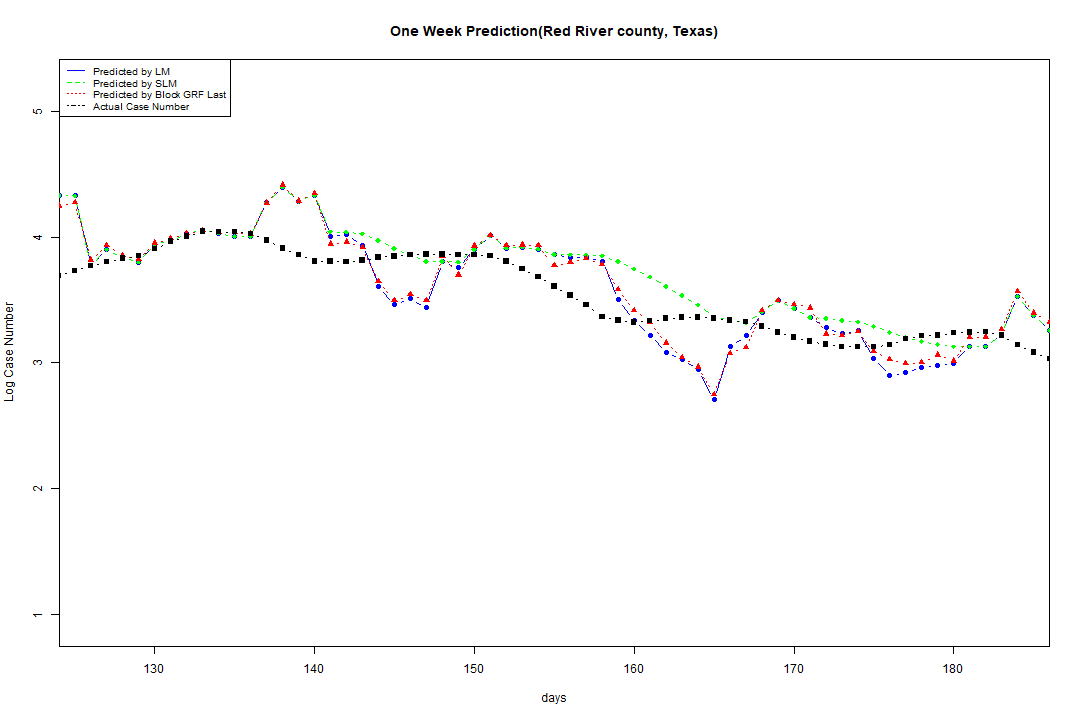 One Week Prediction(Red River county, Texas)
Predicted by LM
Predicted by SLM
Predicted by Block GRF Last
Actual Case Number
5
4
3
2
1
Log Case Number
130 140 150 160 170 180
days